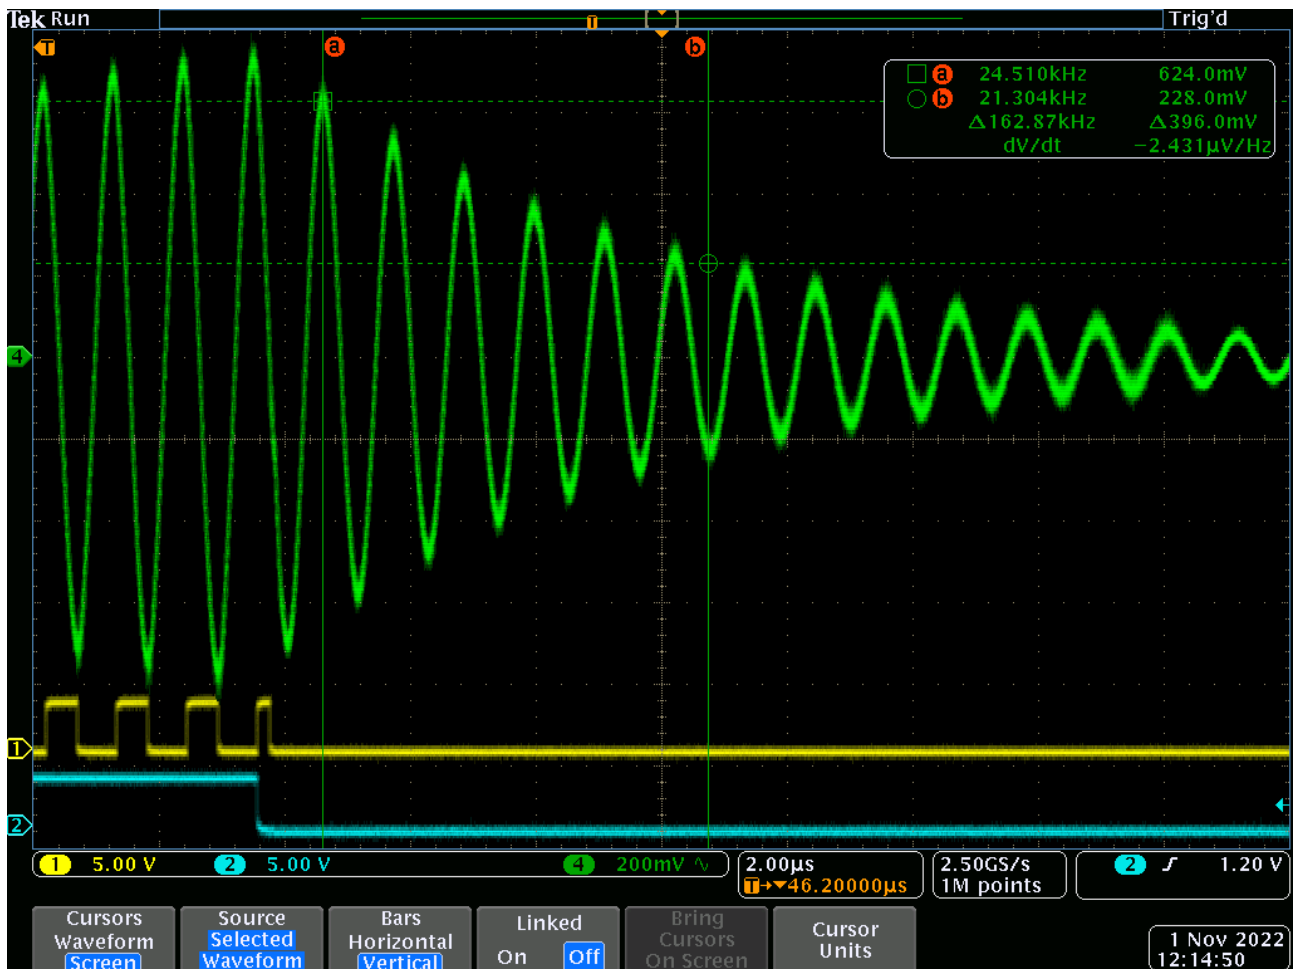 Tek Run Trig'd
T
T
a b
a 24.510kHz 624.0mV
b 21.304kHz 228.0mV
Δ162.87kHz Δ396.0mV
dV/dt −2.431µV/Hz
4
1
2
1 5.00 V 2 5.00 V 4 200mV 2.00µs 2.50GS/s 2 1.20 V
T→▼46.20000µs 1M points
Cursors Source Bars Linked Bring Cursor
Waveform Selected Horizontal On Off Cursors Units
Screen Waveform Vertical On Screen
1 Nov 2022
12:14:50